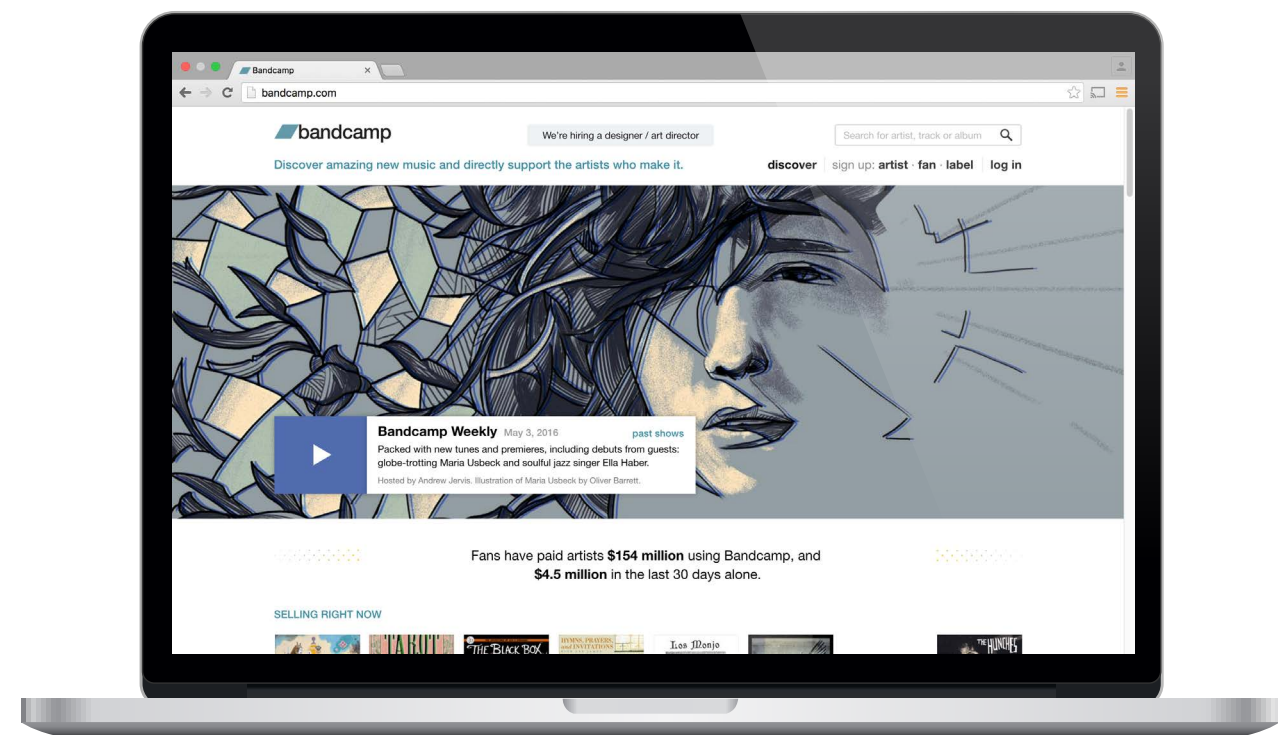 Bandcamp
bandcamp.com
bandcamp
We're hiring a designer / art director
Search for artist, track or album
Discover amazing new music and directly support the artists who make it.
discover sign up: artist · fan · label log in
Bandcamp Weekly May 3, 2016 past shows
Packed with new tunes and premieres, including debuts from guests:
globe-trotting Maria Usbeck and soulful jazz singer Ella Haber.
Hosted by Andrew Jervis. Illustration of Maria Usbeck by Oliver Barrett.
Fans have paid artists $154 million using Bandcamp, and
$4.5 million in the last 30 days alone.
SELLING RIGHT NOW
TAROT
THE BLACK BOX
HYMNS, PRAYERS,
and INVITATIONS
Los Monjo
THE HUNCHES